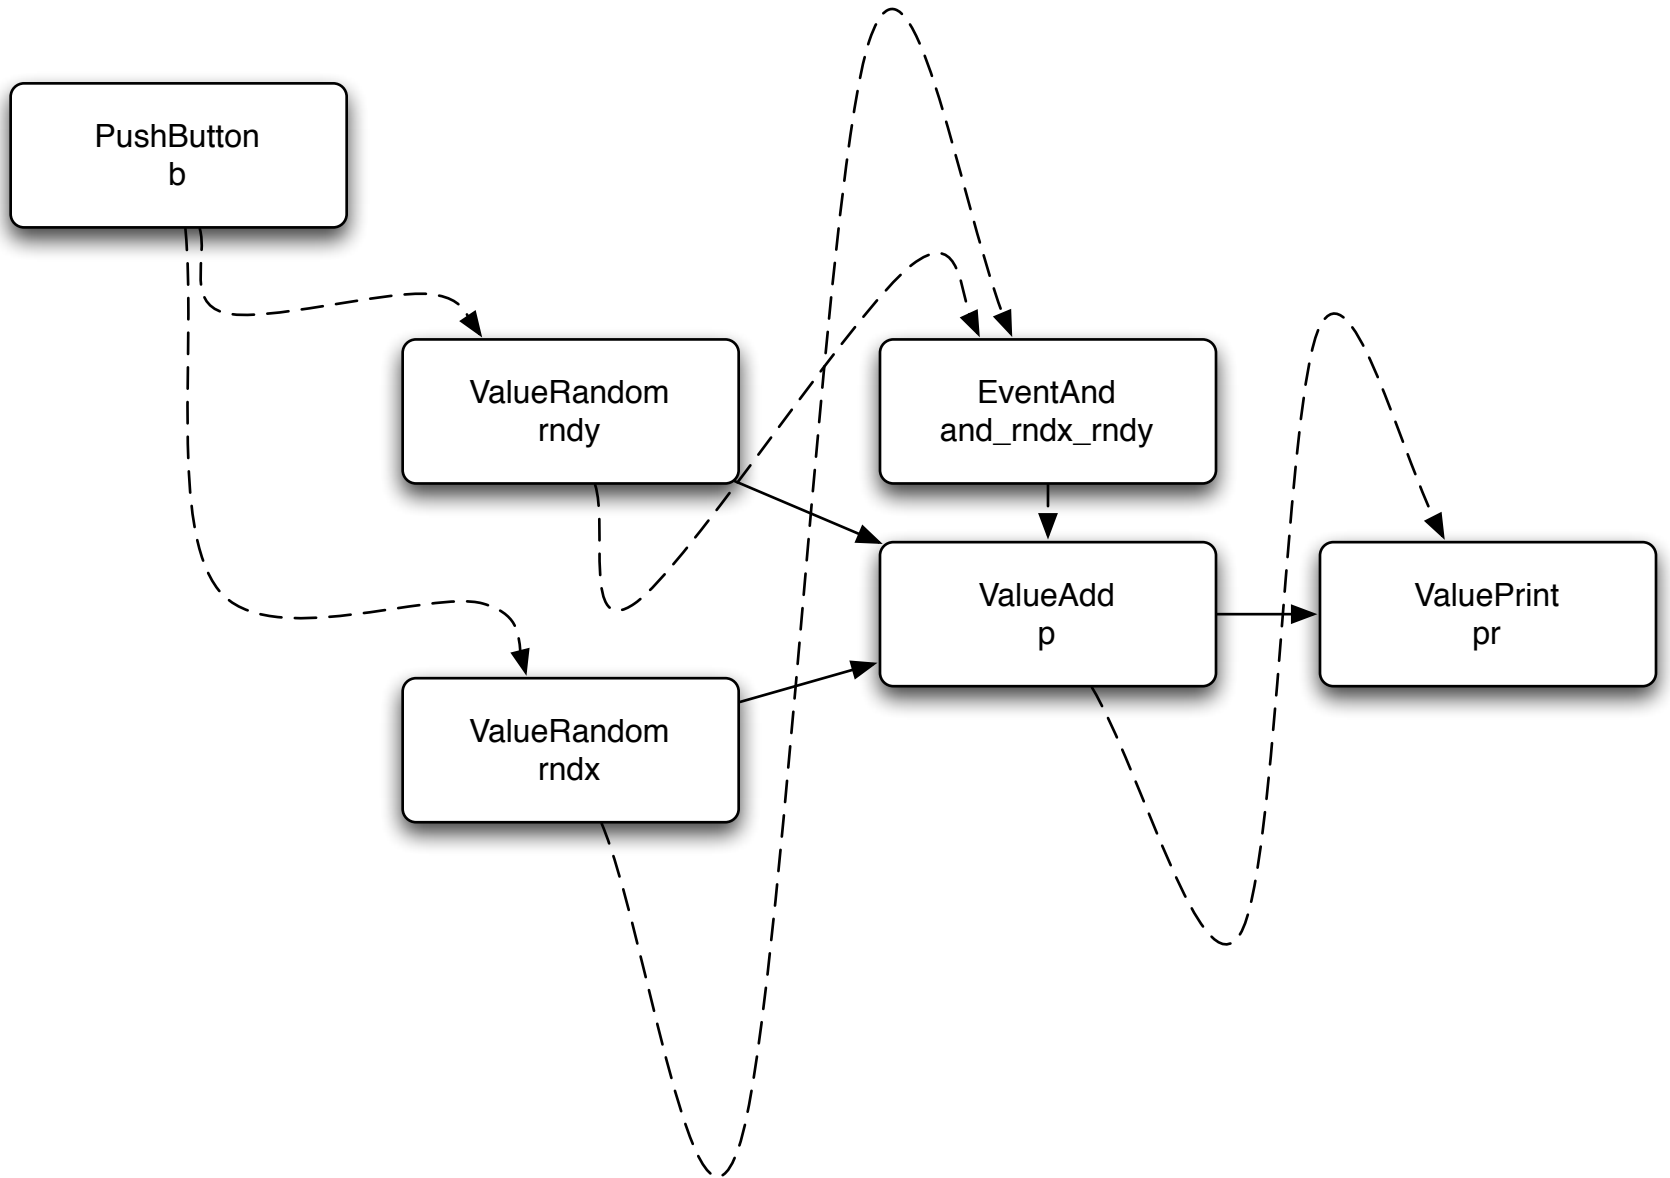 PushButton
b
ValueRandom
rndy
EventAnd
and_rndx_rndy
ValueAdd
p
ValuePrint
pr
ValueRandom
rndx